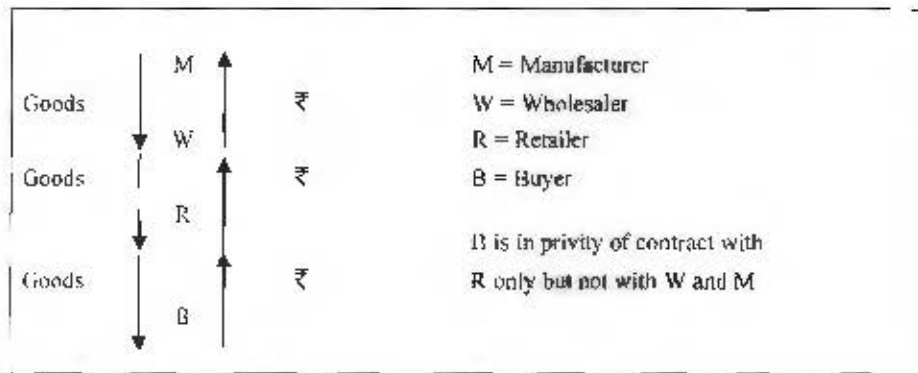 M
M = Manufacturer
Goods ₹
W = Wholesaler
W
R = Retailer
Goods ₹
B = Buyer
R
B is in privity of contract with
Goods ₹
R only but not with W and M
B